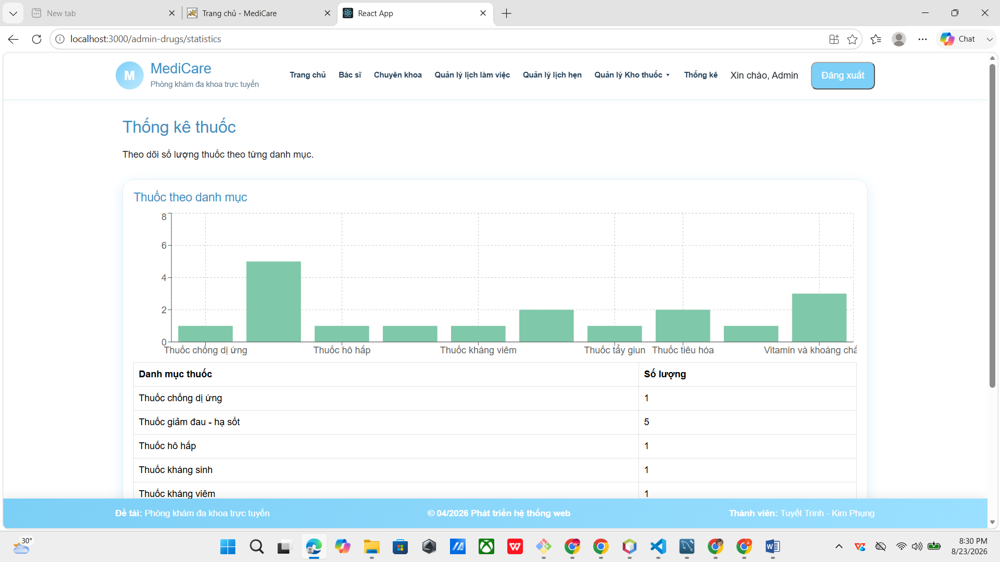 New tab
Trang chủ - MediCare
React App
localhost:3000/admin-drugs/statistics
Chat
M
MediCare
Phòng khám đa khoa trực tuyến
Trang chủ
Bác sĩ
Chuyên khoa
Quản lý lịch làm việc
Quản lý lịch hẹn
Quản lý Kho thuốc
Thống kê
Xin chào, Admin
Đăng xuất
Thống kê thuốc
Theo dõi số lượng thuốc theo từng danh mục.
Thuốc theo danh mục
8
6
4
2
0
Thuốc chống dị ứng
Thuốc hô hấp
Thuốc kháng viêm
Thuốc tẩy giun
Thuốc tiêu hóa
Vitamin và khoáng chấ
Danh mục thuốc Số lượng
Thuốc chống dị ứng 1
Thuốc giảm đau - hạ sốt 5
Thuốc hô hấp 1
Thuốc kháng sinh 1
Thuốc kháng viêm 1
Đề tài: Phòng khám đa khoa trực tuyến
© 04/2026 Phát triển hệ thống web
Thành viên: Tuyết Trinh - Kim Phụng
30°
8:30 PM
8/23/2026